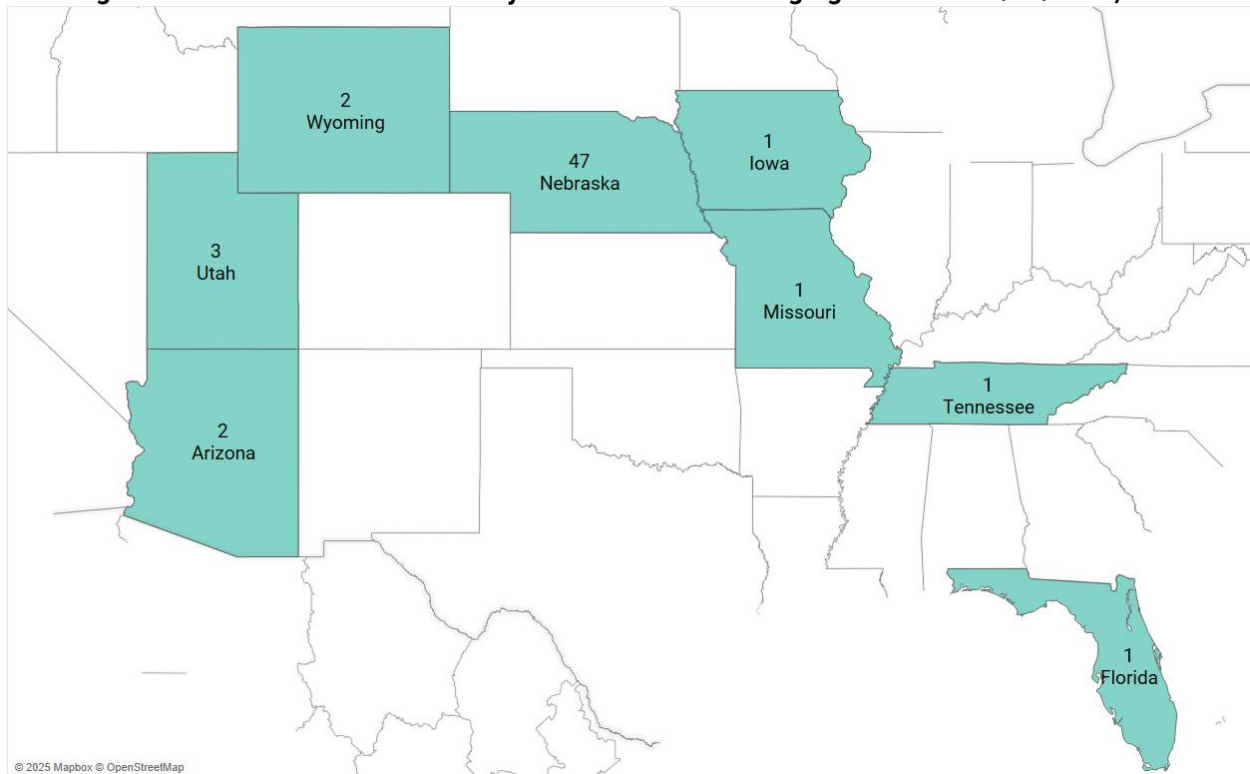 2
Wyoming
47
Nebraska
1
Iowa
3
Utah
1
Missouri
1
Tennessee
2
Arizona
1
Florida
© 2025 Mapbox © OpenStreetMap